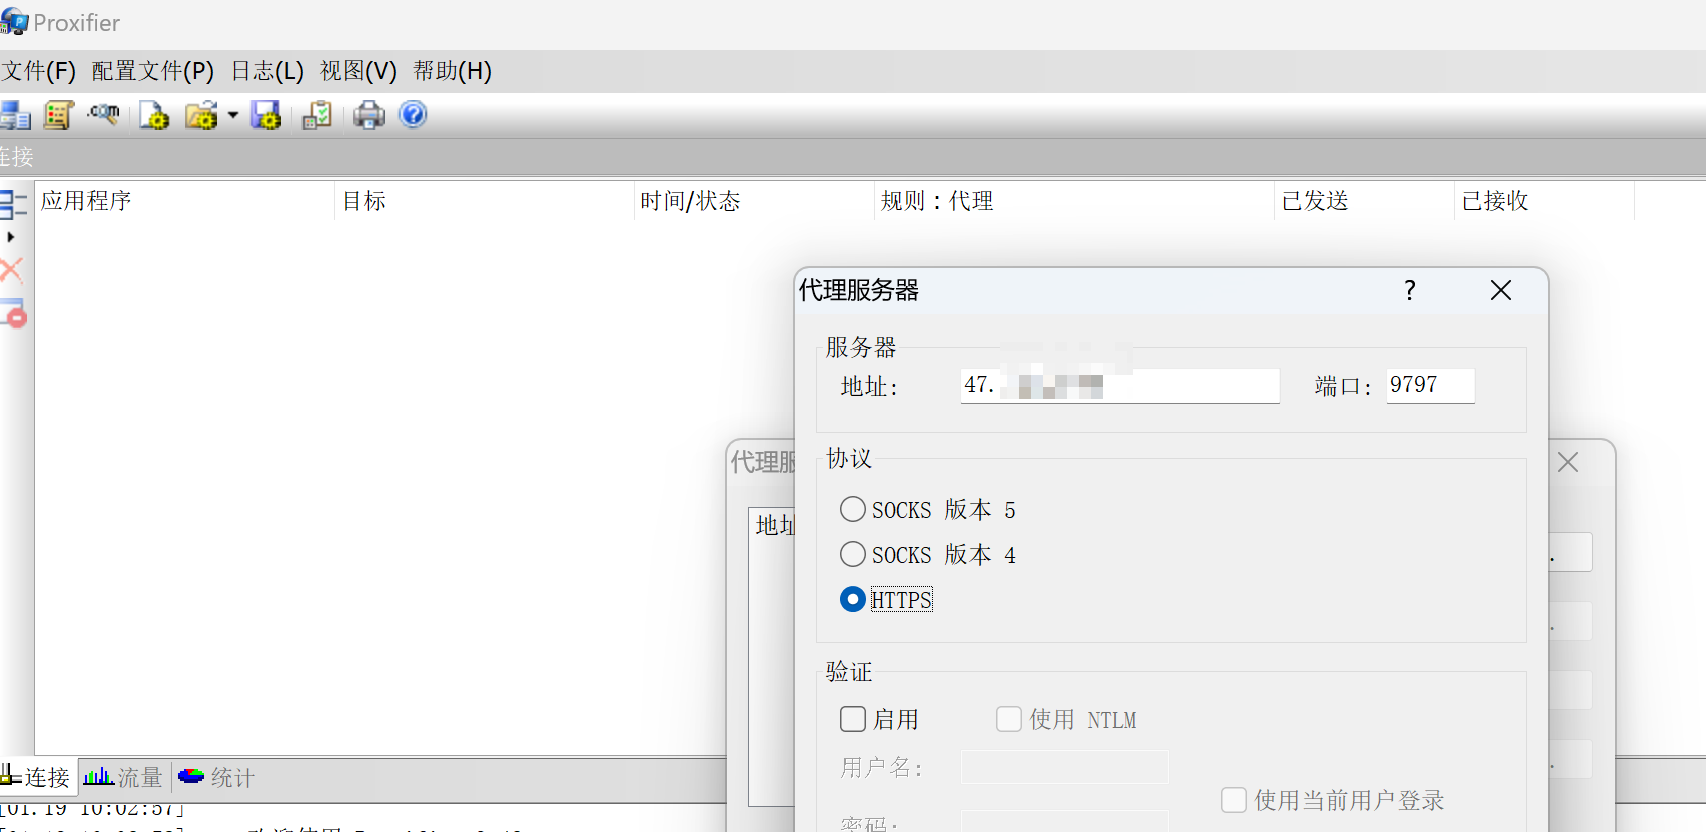 Proxifier
文件(F) 配置文件(P) 日志(L) 视图(V) 帮助(H)
.com
连接
应用程序 目标 时间/状态 规则：代理 已发送 已接收
代理服务器
服务器
地址: 47. 端口: 9797
代理服
协议
SOCKS 版本 5
地址
SOCKS 版本 4
HTTPS
验证
启用 使用 NTLM
用户名:
连接 流量 统计
使用当前用户登录
[01.19 10:02:57]
密码: